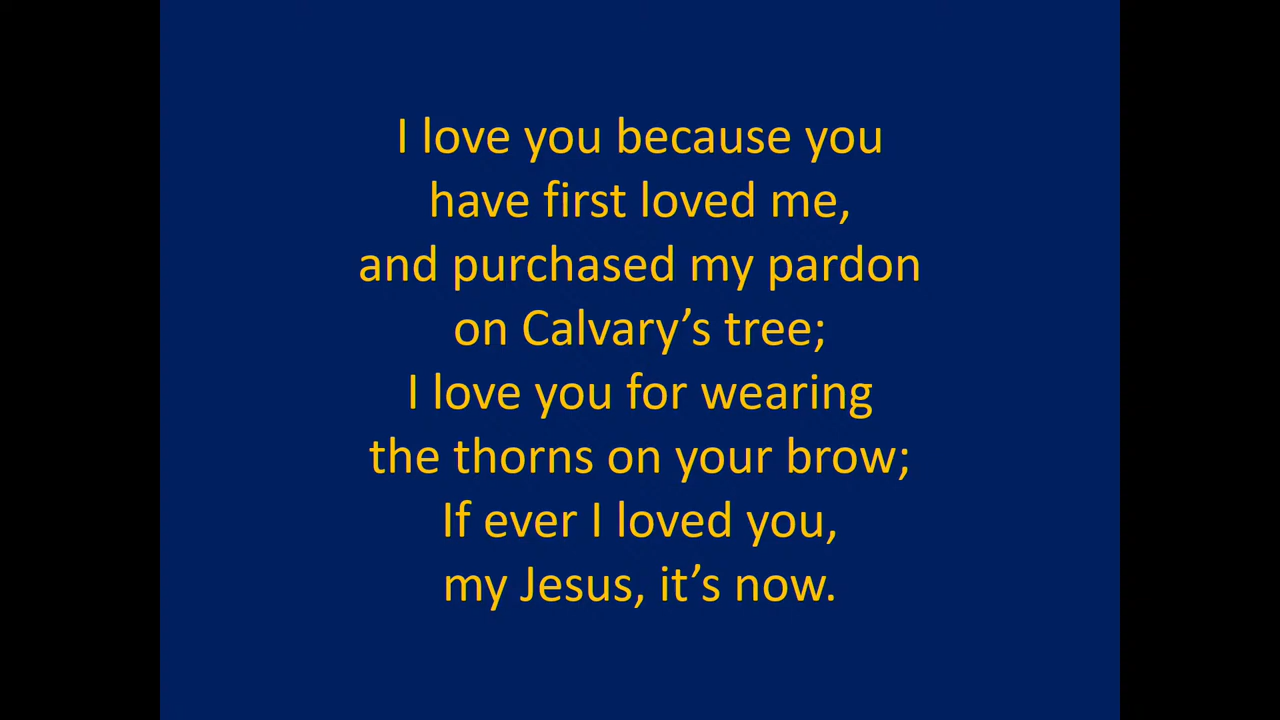 I love you because you
have first loved me,
and purchased my pardon
on Calvary’s tree;
I love you for wearing
the thorns on your brow;
If ever I loved you,
my Jesus, it’s now.